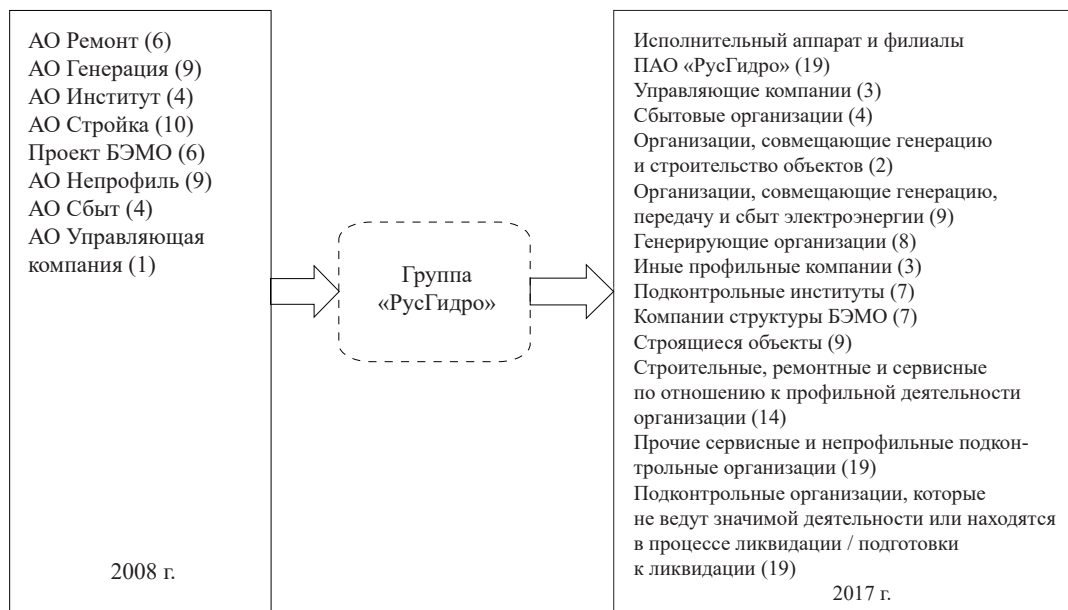 АО Ремонт (6)
АО Генерация (9)
АО Институт (4)
АО Стройка (10)
Проект БЭМО (6)
АО Непрофиль (9)
АО Сбыт (4)
АО Управляющая
компания (1)
2008 г.
Группа
«РусГидро»
Исполнительный аппарат и филиалы
ПАО «РусГидро» (19)
Управляющие компании (3)
Сбытовые организации (4)
Организации, совмещающие генерацию
и строительство объектов (2)
Организации, совмещающие генерацию,
передачу и сбыт электроэнергии (9)
Генерирующие организации (8)
Иные профильные компании (3)
Подконтрольные институты (7)
Компании структуры БЭМО (7)
Строящиеся объекты (9)
Строительные, ремонтные и сервисные
по отношению к профильной деятельности
организации (14)
Прочие сервисные и непрофильные подкон-
трольные организации (19)
Подконтрольные организации, которые
не ведут значимой деятельности или находятся
в процессе ликвидации / подготовки
к ликвидации (19)
2017 г.